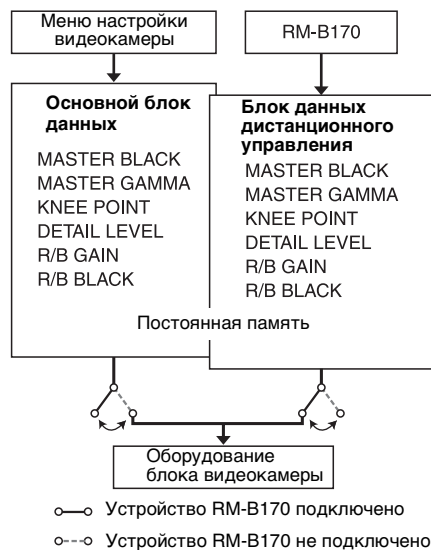 Меню настройки
видеокамеры
RM-B170
Основной блок
данных
MASTER BLACK
MASTER GAMMA
KNEE POINT
DETAIL LEVEL
R/B GAIN
R/B BLACK
Блок данных
дистанционного
управления
MASTER BLACK
MASTER GAMMA
KNEE POINT
DETAIL LEVEL
R/B GAIN
R/B BLACK
Постоянная память
Оборудование
блока видеокамеры
Устройство RM-B170 подключено
Устройство RM-B170 не подключено